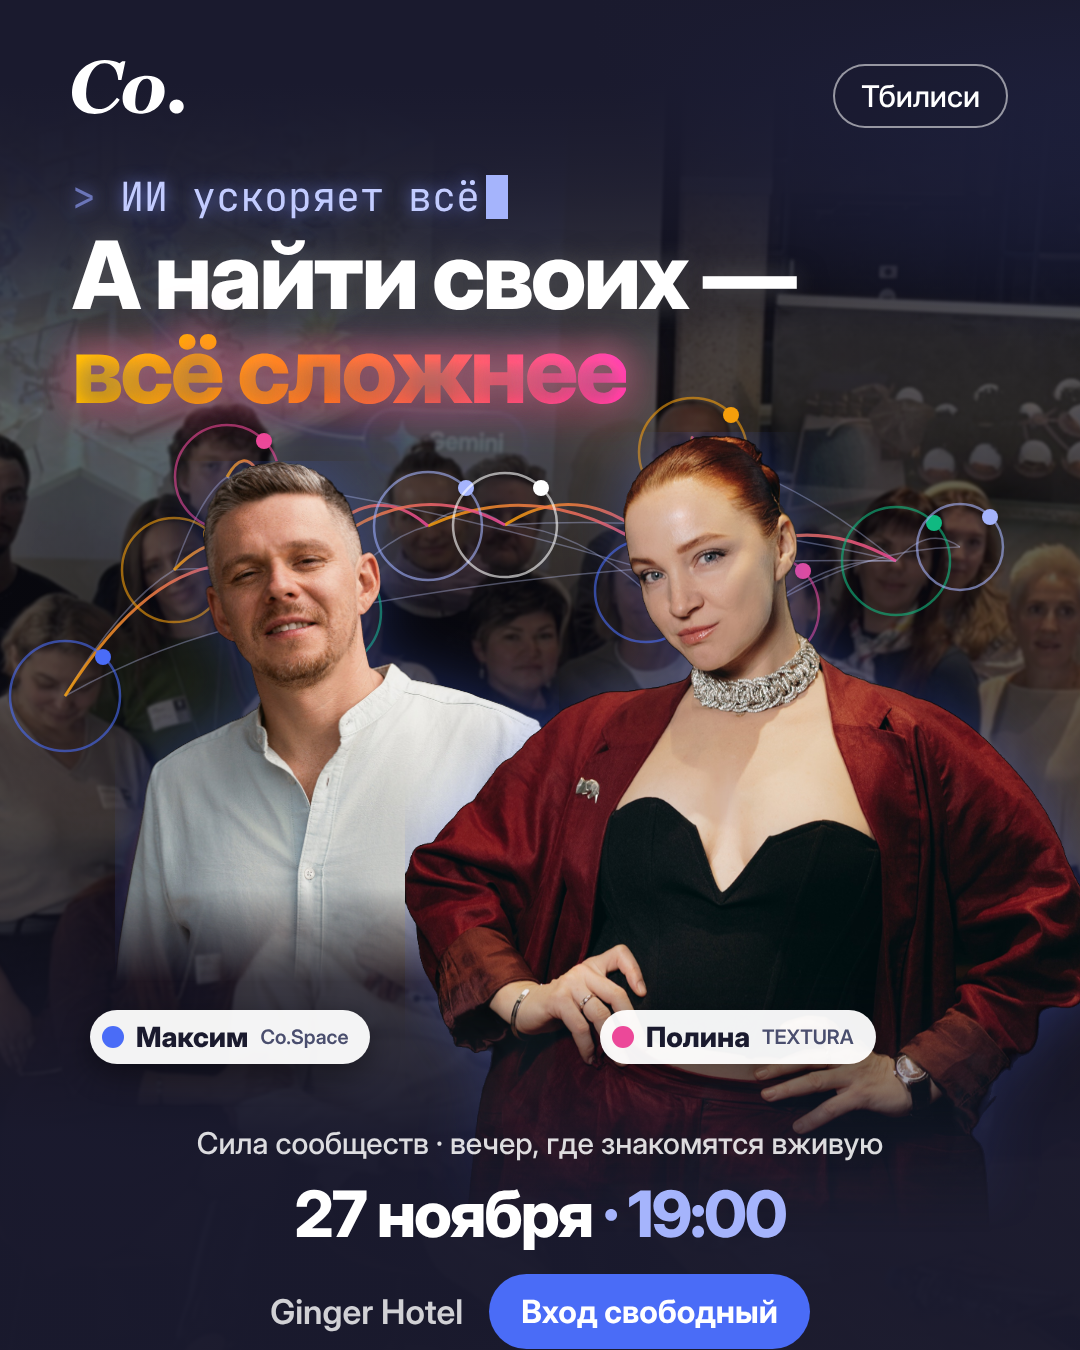 Co.
Тбилиси
> ИИ ускоряет всё
А найти своих —
всё сложнее
Gemini
Максим Co.Space
Полина TEXTURA
Сила сообществ · вечер, где знакомятся вживую
27 ноября · 19:00
Ginger Hotel
Вход свободный